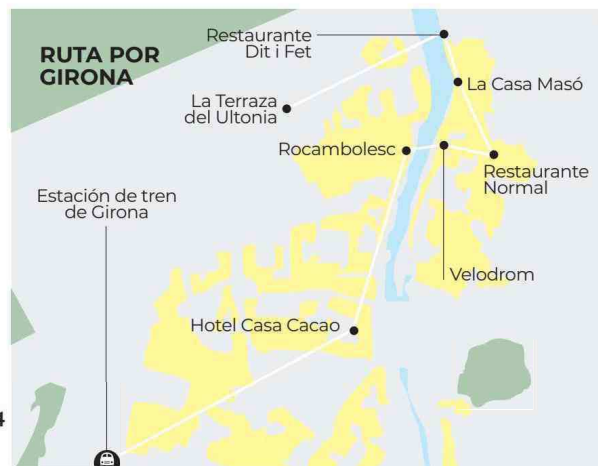 RUTA POR
GIRONA
Restaurante
Dit i Fet
La Casa Masó
La Terraza
del Ultonia
Rocambolesc
Restaurante
Normal
Estación de tren
de Girona
Velodrom
Hotel Casa Cacao
4